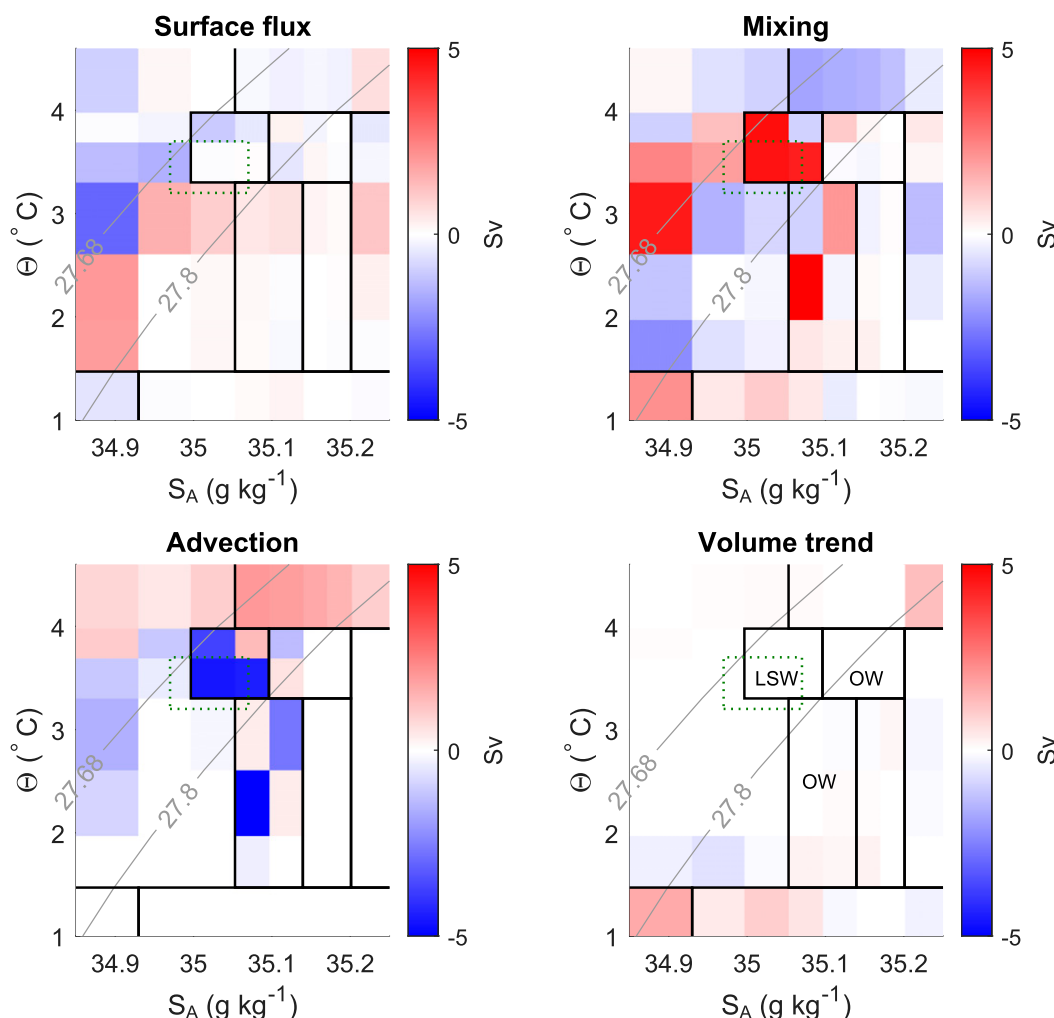 Surface flux
4
3
2
1
Θ (° C)
27.68
27.8
34.9 35 35.1 35.2
S_A (g kg⁻¹)
5
0
-5
Sv
Mixing
4
3
2
1
Θ (° C)
27.68
27.8
34.9 35 35.1 35.2
S_A (g kg⁻¹)
5
0
-5
Sv
Advection
4
3
2
1
Θ (° C)
27.68
27.8
34.9 35 35.1 35.2
S_A (g kg⁻¹)
5
0
-5
Sv
Volume trend
4
3
2
1
Θ (° C)
LSW OW
27.68
27.8
OW
34.9 35 35.1 35.2
S_A (g kg⁻¹)
5
0
-5
Sv